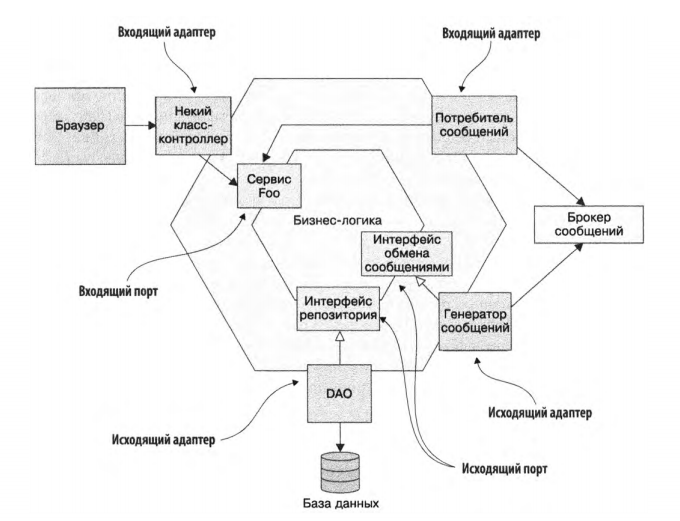 Входящий адаптер
Входящий адаптер
Браузер
Некий
класс-
контроллер
Потребитель
сообщений
Сервис
Foo
Брокер
сообщений
Бизнес-логика
Интерфейс
обмена
сообщениями
Входящий порт
Интерфейс
репозитория
Генератор
сообщений
DAO
Исходящий адаптер
Исходящий адаптер
Исходящий порт
База данных